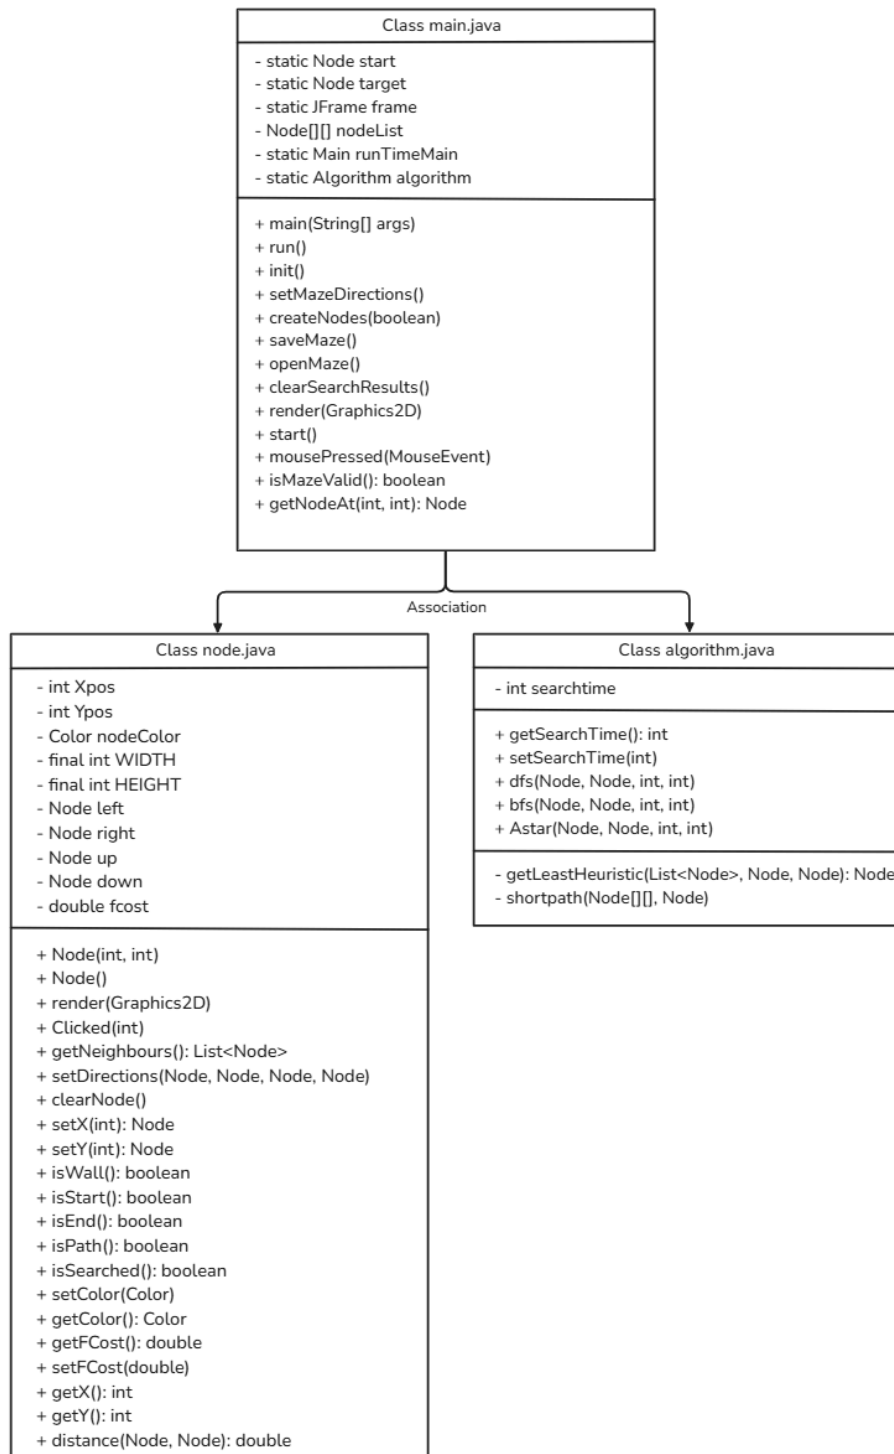 Class main.java
- static Node start
- static Node target
- static JFrame frame
- Node[][] nodeList
- static Main runTimeMain
- static Algorithm algorithm
+ main(String[] args)
+ run()
+ init()
+ setMazeDirections()
+ createNodes(boolean)
+ saveMaze()
+ openMaze()
+ clearSearchResults()
+ render(Graphics2D)
+ start()
+ mousePressed(MouseEvent)
+ isMazeValid(): boolean
+ getNodeAt(int, int): Node
Association
Class node.java
- int Xpos
- int Ypos
- Color nodeColor
- final int WIDTH
- final int HEIGHT
- Node left
- Node right
- Node up
- Node down
- double fcost
+ Node(int, int)
+ Node()
+ render(Graphics2D)
+ Clicked(int)
+ getNeighbours(): List<Node>
+ setDirections(Node, Node, Node, Node)
+ clearNode()
+ setX(int): Node
+ setY(int): Node
+ isWall(): boolean
+ isStart(): boolean
+ isEnd(): boolean
+ isPath(): boolean
+ isSearched(): boolean
+ setColor(Color)
+ getColor(): Color
+ getFCost(): double
+ setFCost(double)
+ getX(): int
+ getY(): int
+ distance(Node, Node): double
Class algorithm.java
- int searchtime
+ getSearchTime(): int
+ setSearchTime(int)
+ dfs(Node, Node, int, int)
+ bfs(Node, Node, int, int)
+ Astar(Node, Node, int, int)
- getLeastHeuristic(List<Node>, Node, Node): Node
- shortpath(Node[][], Node)